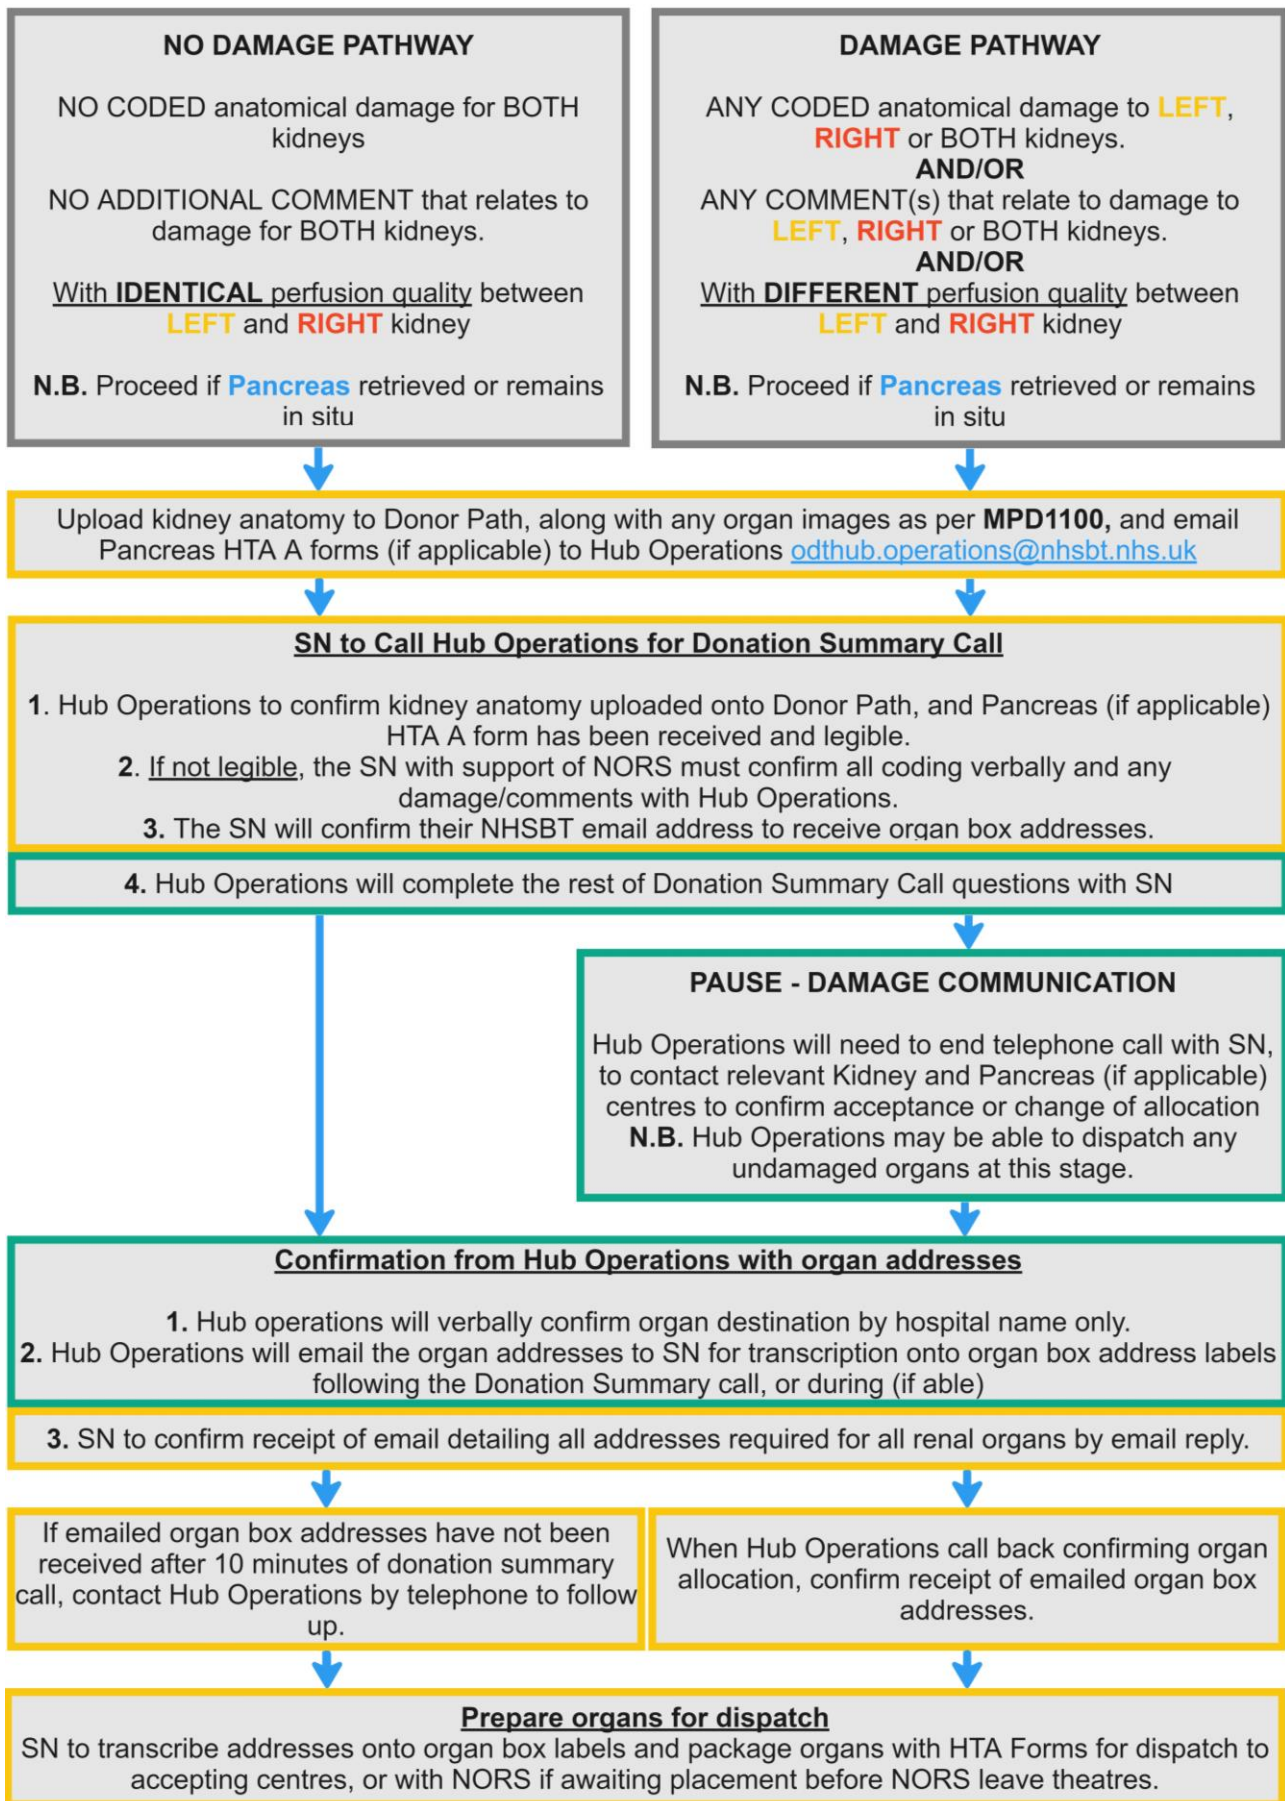 NO DAMAGE PATHWAY
NO CODED anatomical damage for BOTH
kidneys
NO ADDITIONAL COMMENT that relates to
damage for BOTH kidneys.
With IDENTICAL perfusion quality between
LEFT and RIGHT kidney
N.B. Proceed if Pancreas retrieved or remains
in situ
DAMAGE PATHWAY
ANY CODED anatomical damage to LEFT,
RIGHT or BOTH kidneys.
AND/OR
ANY COMMENT(s) that relate to damage to
LEFT, RIGHT or BOTH kidneys.
AND/OR
With DIFFERENT perfusion quality between
LEFT and RIGHT kidney
N.B. Proceed if Pancreas retrieved or remains
in situ
Upload kidney anatomy to Donor Path, along with any organ images as per MPD1100, and email
Pancreas HTA A forms (if applicable) to Hub Operations odthub.operations@nhsbt.nhs.uk
SN to Call Hub Operations for Donation Summary Call
1. Hub Operations to confirm kidney anatomy uploaded onto Donor Path, and Pancreas (if applicable)
HTA A form has been received and legible.
2. If not legible, the SN with support of NORS must confirm all coding verbally and any
damage/comments with Hub Operations.
3. The SN will confirm their NHSBT email address to receive organ box addresses.
4. Hub Operations will complete the rest of Donation Summary Call questions with SN
PAUSE - DAMAGE COMMUNICATION
Hub Operations will need to end telephone call with SN,
to contact relevant Kidney and Pancreas (if applicable)
centres to confirm acceptance or change of allocation
N.B. Hub Operations may be able to dispatch any
undamaged organs at this stage.
Confirmation from Hub Operations with organ addresses
1. Hub operations will verbally confirm organ destination by hospital name only.
2. Hub Operations will email the organ addresses to SN for transcription onto organ box address labels
following the Donation Summary call, or during (if able)
3. SN to confirm receipt of email detailing all addresses required for all renal organs by email reply.
If emailed organ box addresses have not been
received after 10 minutes of donation summary
call, contact Hub Operations by telephone to follow
up.
When Hub Operations call back confirming organ
allocation, confirm receipt of emailed organ box
addresses.
Prepare organs for dispatch
SN to transcribe addresses onto organ box labels and package organs with HTA Forms for dispatch to
accepting centres, or with NORS if awaiting placement before NORS leave theatres.